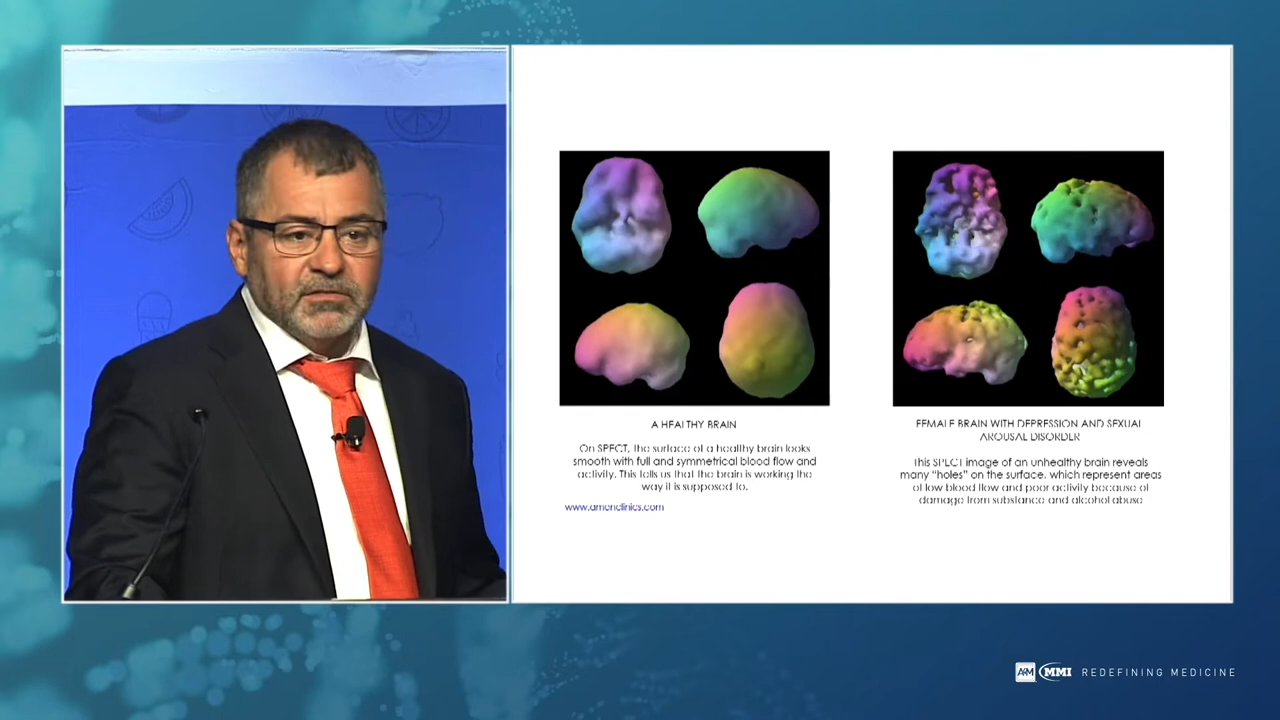 A HEALTHY BRAIN
On SPECT, the surface of a healthy brain looks
smooth with full and symmetrical blood flow and
activity. This tells us that the brain is working the
way it is supposed to.
www.amenclinics.com
FEMALE BRAIN WITH DEPRESSION AND SEXUAL
AROUSAL DISORDER
This SPECT image of an unhealthy brain reveals
many “holes” on the surface, which represent areas
of low blood flow and poor activity because of
damage from substance and alcohol abuse
MMI REDEFINING MEDICINE